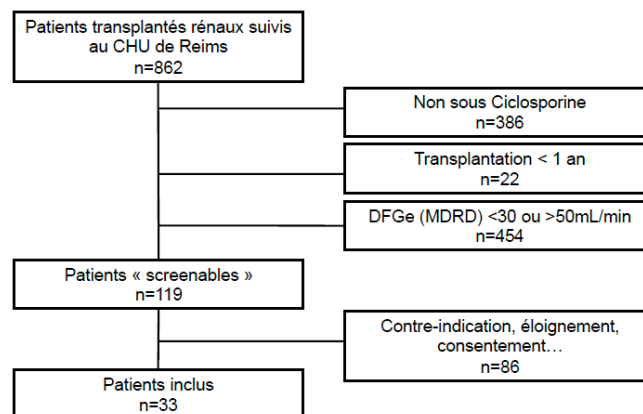 Patients transplantés rénaux suivis
au CHU de Reims
n=862
Non sous Ciclosporine
n=386
Transplantation < 1 an
n=22
DFGe (MDRD) <30 ou >50mL/min
n=454
Patients « screenables »
n=119
Contre-indication, éloignement,
consentement…
n=86
Patients inclus
n=33